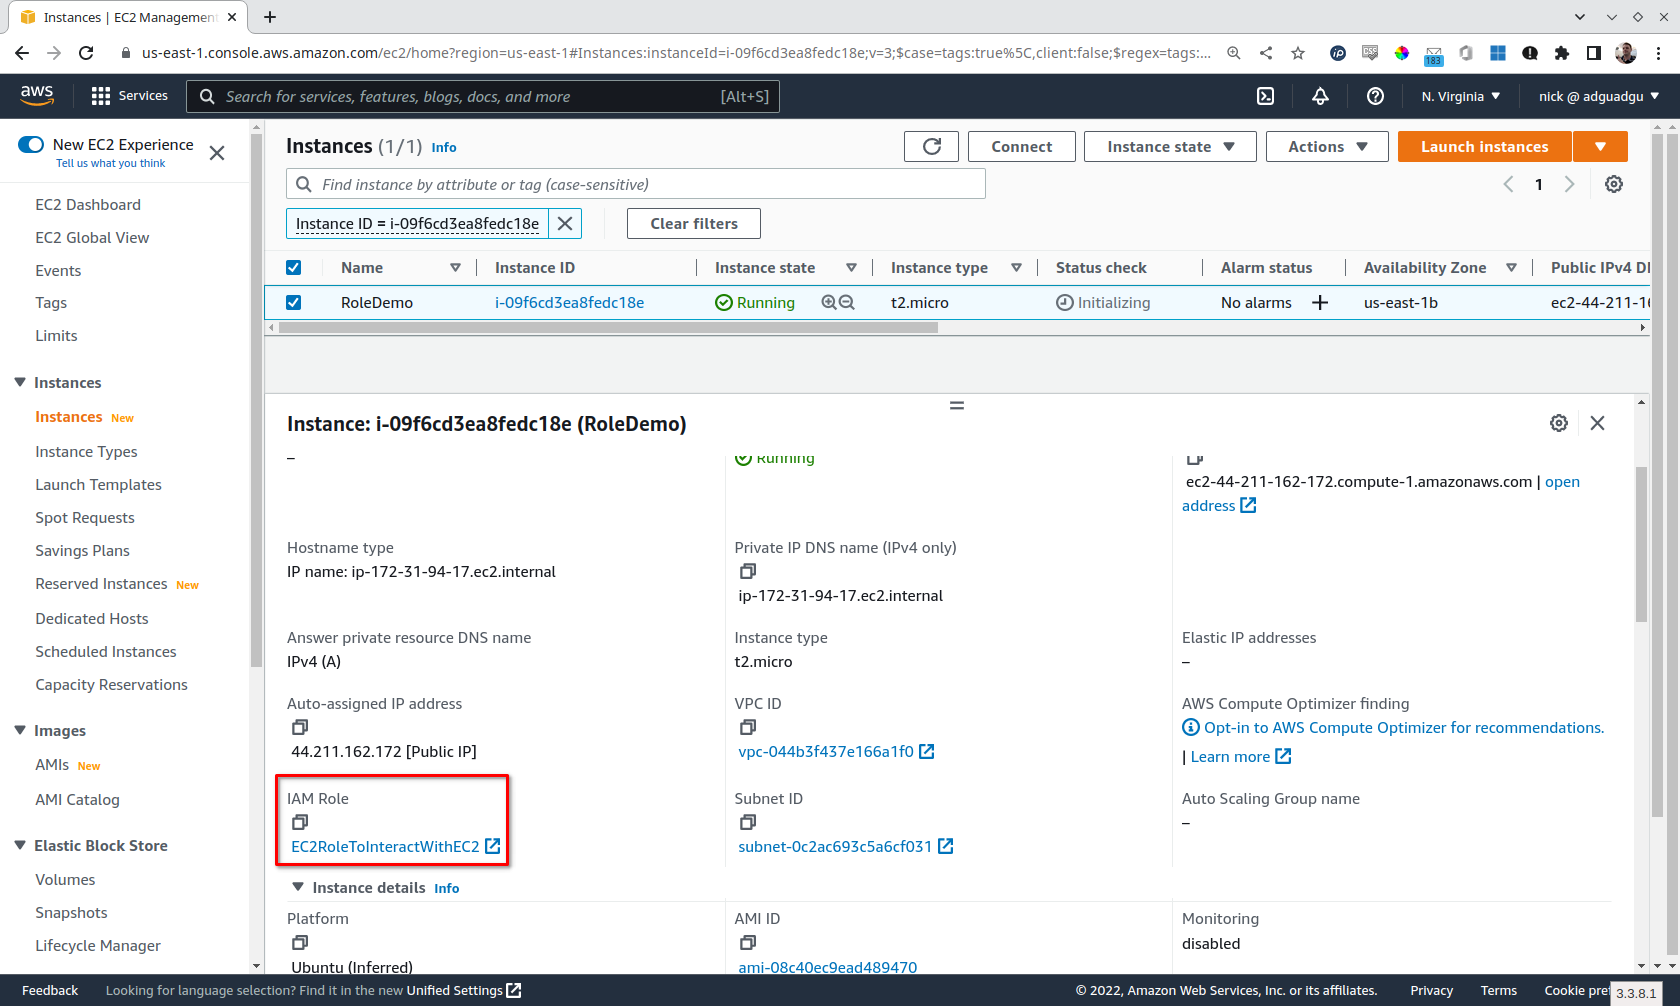 Instances | EC2 Management
us-east-1.console.aws.amazon.com/ec2/home?region=us-east-1#Instances:instanceId=i-09f6cd3ea8fedc18e;v=3;$case=tags:true%5C,client:false;$regex=tags:...
183
aws
Services
Search for services, features, blogs, docs, and more
[Alt+S]
N. Virginia
nick @ adguadgu
New EC2 Experience
Tell us what you think
EC2 Dashboard
EC2 Global View
Events
Tags
Limits
Instances
Instances New
Instance Types
Launch Templates
Spot Requests
Savings Plans
Reserved Instances New
Dedicated Hosts
Scheduled Instances
Capacity Reservations
Images
AMIs New
AMI Catalog
Elastic Block Store
Volumes
Snapshots
Lifecycle Manager
Instances (1/1) Info
Connect
Instance state
Actions
Launch instances
Find instance by attribute or tag (case-sensitive)
1
Instance ID = i-09f6cd3ea8fedc18e
Clear filters
Name
Instance ID
Instance state
Instance type
Status check
Alarm status
Availability Zone
Public IPv4
RoleDemo
i-09f6cd3ea8fedc18e
Running
t2.micro
Initializing
No alarms
us-east-1b
ec2-44-211-1
Instance: i-09f6cd3ea8fedc18e (RoleDemo)
–
Running
ec2-44-211-162-172.compute-1.amazonaws.com | open
address
Hostname type
IP name: ip-172-31-94-17.ec2.internal
Private IP DNS name (IPv4 only)
ip-172-31-94-17.ec2.internal
Answer private resource DNS name
IPv4 (A)
Instance type
t2.micro
Elastic IP addresses
–
Auto-assigned IP address
44.211.162.172 [Public IP]
VPC ID
vpc-044b3f437e166a1f0
AWS Compute Optimizer finding
Opt-in to AWS Compute Optimizer for recommendations.
| Learn more
IAM Role
EC2RoleToInteractWithEC2
Subnet ID
subnet-0c2ac693c5a6cf031
Auto Scaling Group name
–
Instance details Info
Platform
Ubuntu (Inferred)
AMI ID
ami-08c40ec9ead489470
Monitoring
disabled
Feedback
Looking for language selection? Find it in the new Unified Settings
© 2022, Amazon Web Services, Inc. or its affiliates.
Privacy
Terms
Cookie
3.3.8.1